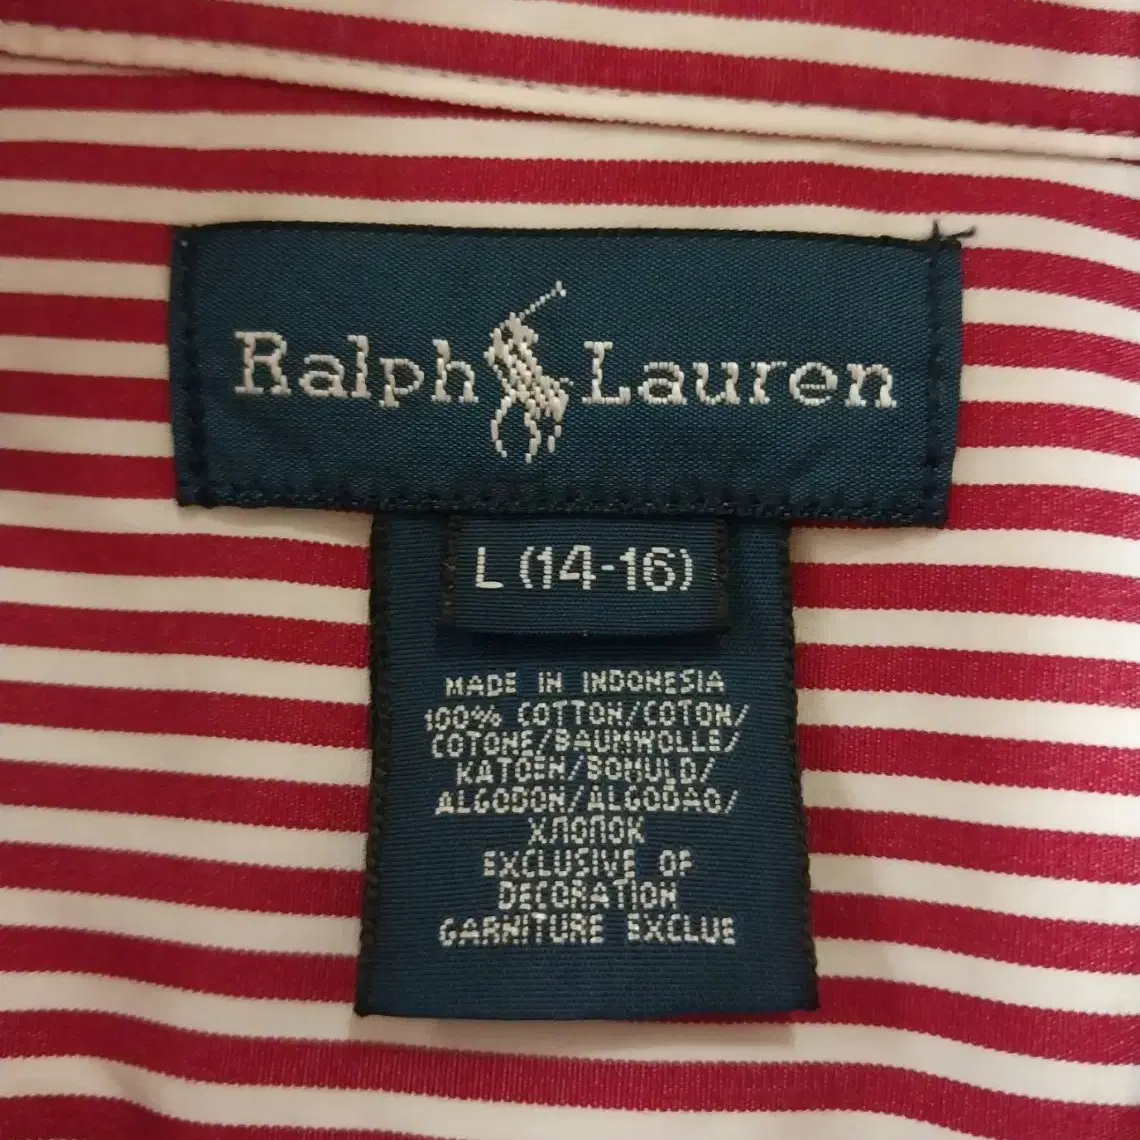 Ralph Lauren
L (14-16)
MADE IN INDONESIA
100% COTTON/COTON/
COTONE/BAUMWOLLE/
KATOEN/BOMULD/
ALGODON/ALGODAO/
ХЛОПОК
EXCLUSIVE OF
DECORATION
GARNITURE EXCLUE